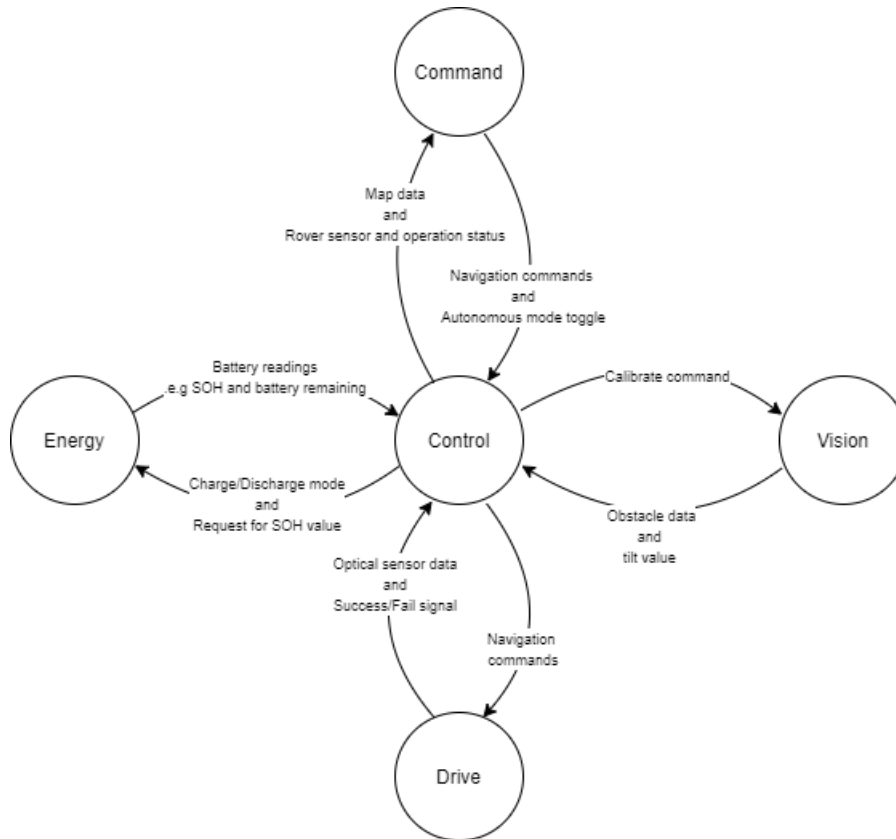 Command
Map data
and
Rover sensor and operation status
Navigation commands
and
Autonomous mode toggle
Battery readings
.e.g SOH and battery remaining
Calibrate command
Energy
Control
Vision
Charge/Discharge mode
and
Request for SOH value
Obstacle data
and
tilt value
Optical sensor data
and
Success/Fail signal
Navigation
commands
Drive